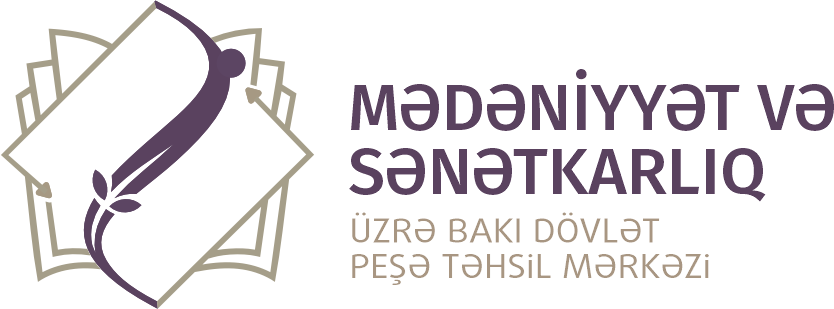 MƏDƏNİYYƏT VƏ
SƏNƏTKARLIQ
ÜZRƏ BAKI DÖVLƏT
PEŞƏ TƏHSİL MƏRKƏZİ